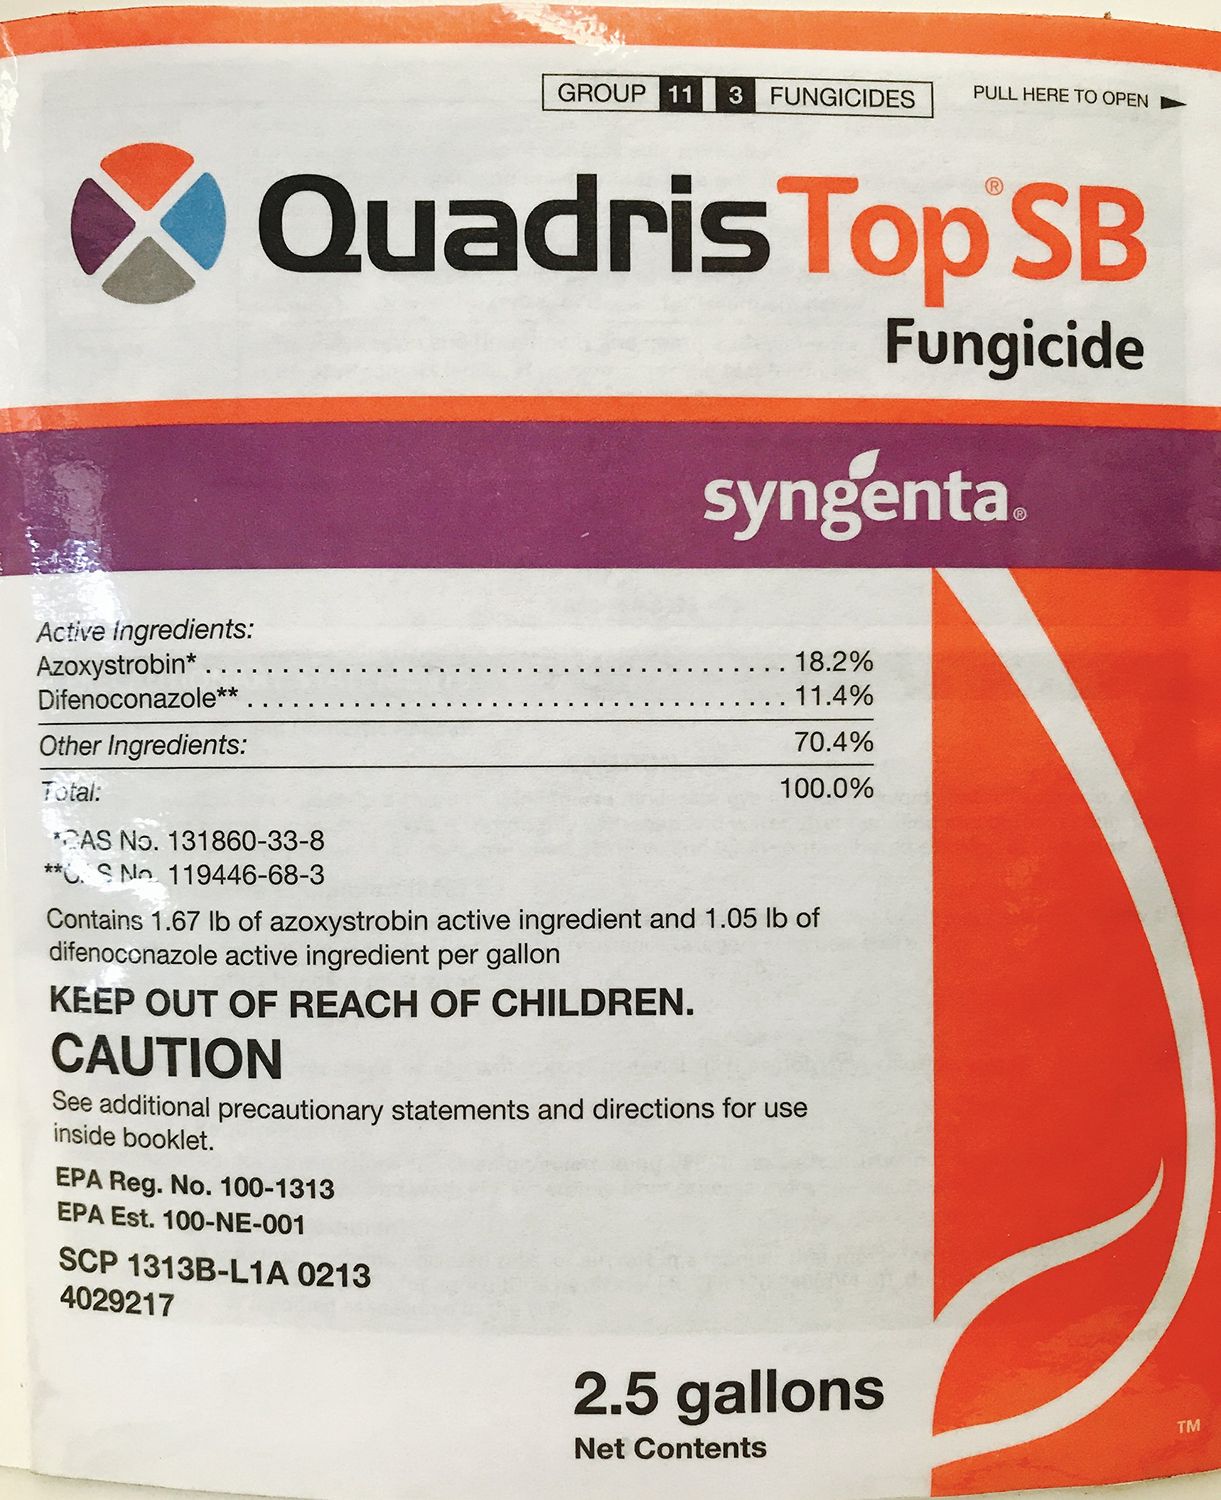 GROUP 11 3 FUNGICIDES
PULL HERE TO OPEN
Quadris Top® SB
Fungicide
syngenta®
Active Ingredients:
Azoxystrobin* . . . . . . . . . . . . . . . . . . . . . . . . . . . . . . . . . . . . . . 18.2%
Difenoconazole** . . . . . . . . . . . . . . . . . . . . . . . . . . . . . . . . . . . 11.4%
Other Ingredients: 70.4%
Total: 100.0%
*CAS No. 131860-33-8
**CAS No. 119446-68-3
Contains 1.67 lb of azoxystrobin active ingredient and 1.05 lb of
difenoconazole active ingredient per gallon
KEEP OUT OF REACH OF CHILDREN.
CAUTION
See additional precautionary statements and directions for use
inside booklet.
EPA Reg. No. 100-1313
EPA Est. 100-NE-001
SCP 1313B-L1A 0213
4029217
2.5 gallons
Net Contents
TM